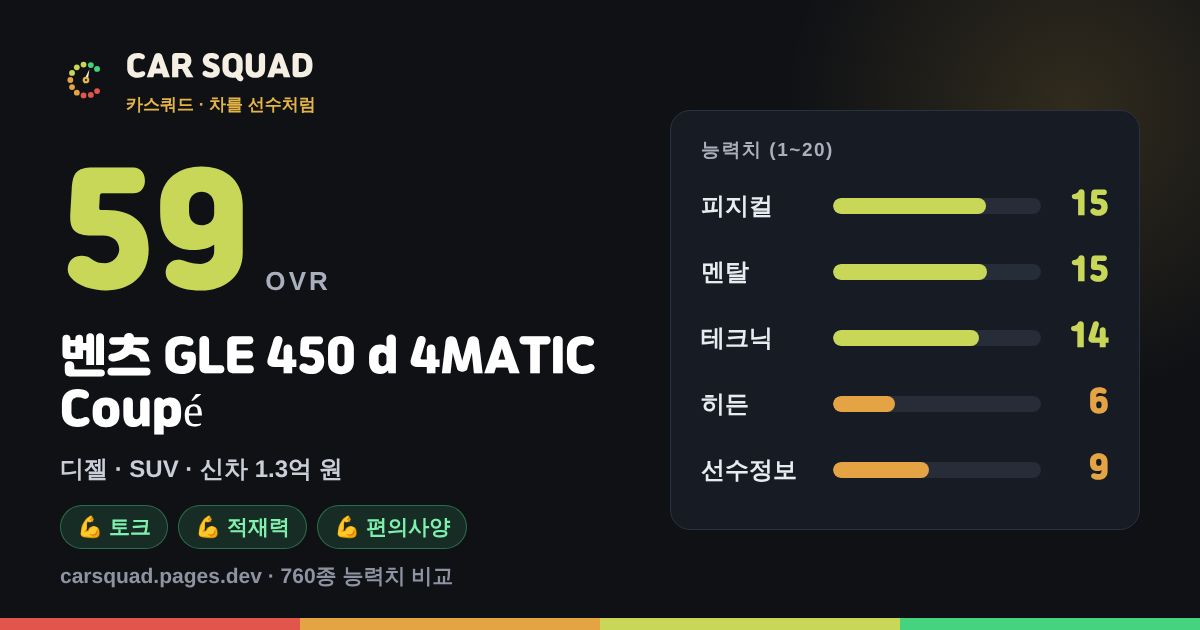 CAR SQUAD
카스쿼드 · 차를 선수처럼
59 OVR
벤츠 GLE 450 d 4MATIC
Coupé
디젤 · SUV · 신차 1.3억 원
💪 토크 💪 적재력 💪 편의사양
carsquad.pages.dev · 760종 능력치 비교
능력치 (1~20)
피지컬 15
멘탈 15
테크닉 14
히든 6
선수정보 9